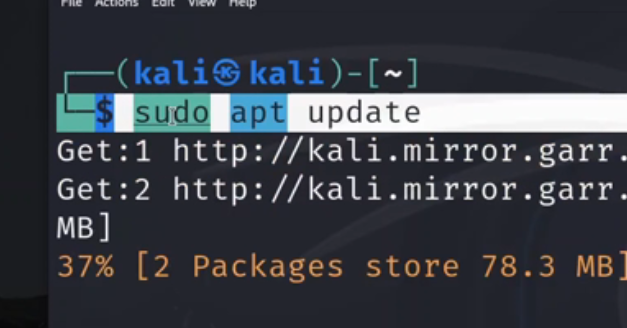 File Actions Edit View Help
┌──(kali㉿kali)-[~]
└─$ sudo apt update
Get:1 http://kali.mirror.garr.
Get:2 http://kali.mirror.garr.
MB]
37% [2 Packages store 78.3 MB]